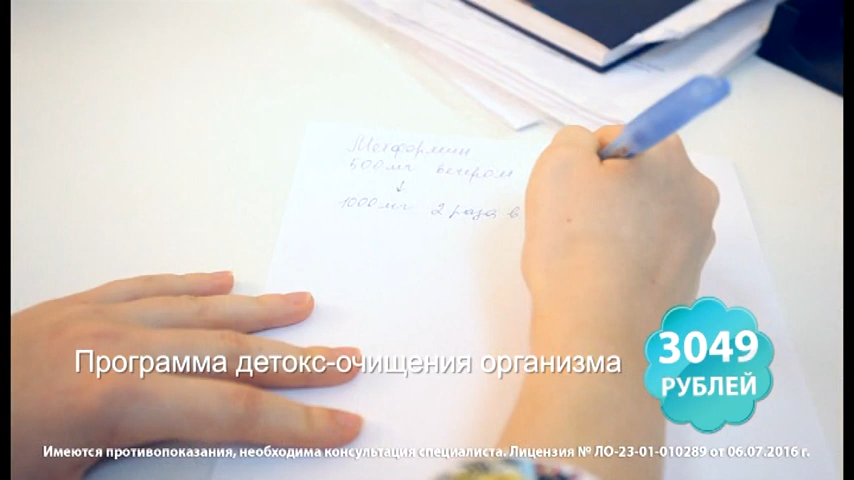 Метформин
500мг вечером
↓
1000мг 2 раза в
Программа детокс-очищения организма
3049
РУБЛЕЙ
Имеются противопоказания, необходима консультация специалиста. Лицензия № ЛО-23-01-010289 от 06.07.2016 г.